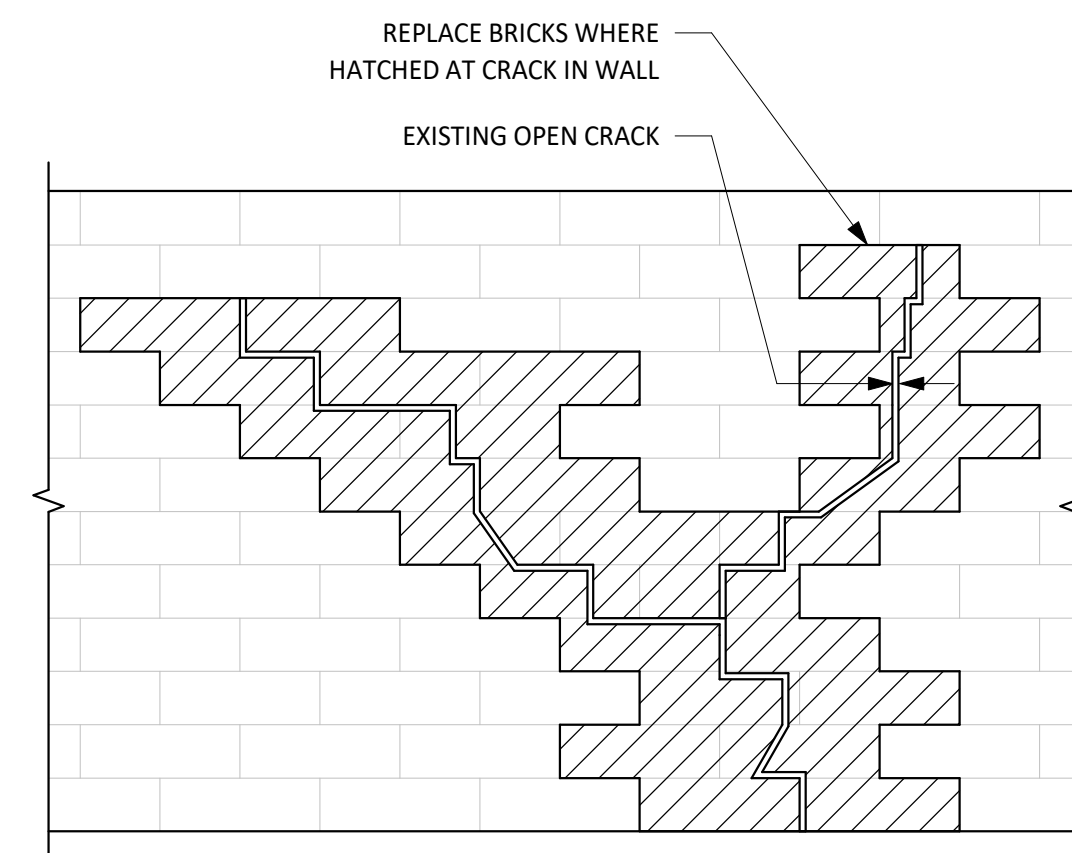 REPLACE BRICKS WHERE
HATCHED AT CRACK IN WALL
EXISTING OPEN CRACK